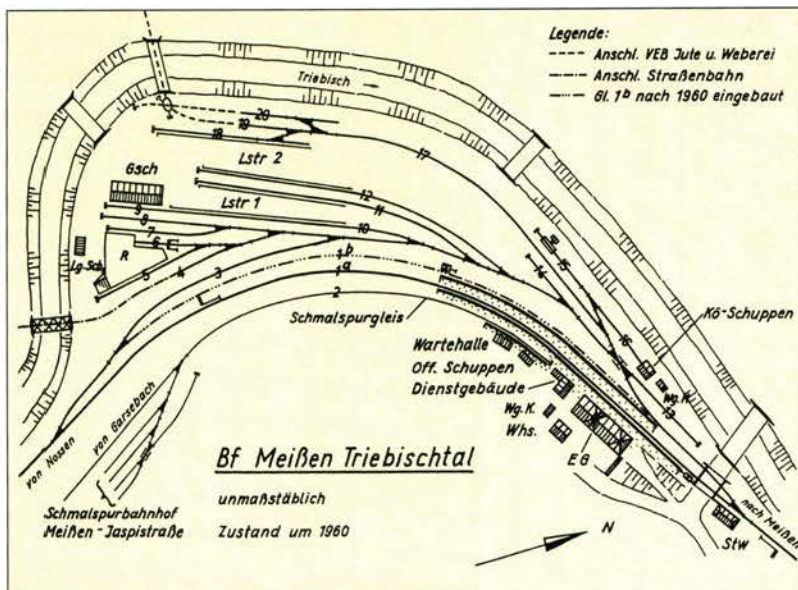 Legende:
Anschl. VEB Jute u. Weberei
Anschl. Straßenbahn
Gl. 1b nach 1960 eingebaut
Triebisch
20
19
18
17
Lstr 2
Gsch
12
11
Lstr 1
9
8
10
7
6
R
Lg.Sch.
5
4
3
1b
1a
2
14
15
16
13
Schmalspurgleis
Kö-Schuppen
Wartehalle
Off. Schuppen
Dienstgebäude
Wg.K.
Wg.K.
Whs.
EG
von Nossen
von Garsebach
Bf Meißen Triebischtal
unmaßstäblich
Zustand um 1960
Schmalspurbahnhof
Meißen-Jaspistraße
N
nach Meißen
Stw